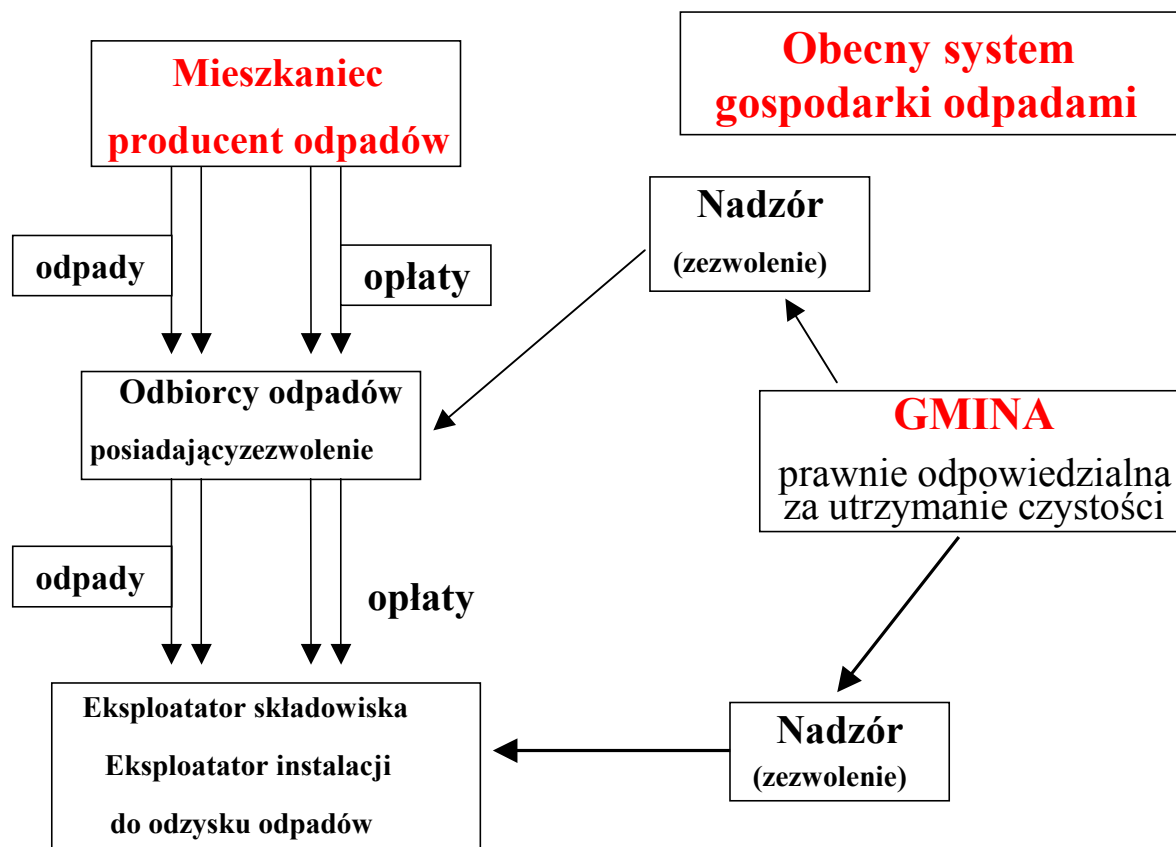 Mieszkaniec
producent odpadów
Obecny system
gospodarki odpadami
Nadzór
(zezwolenie)
odpady
opłaty
Odbiorcy odpadów
posiadającyzezwolenie
GMINA
prawnie odpowiedzialna
za utrzymanie czystości
odpady
opłaty
Eksploatator składowiska
Eksploatator instalacji
do odzysku odpadów
Nadzór
(zezwolenie)